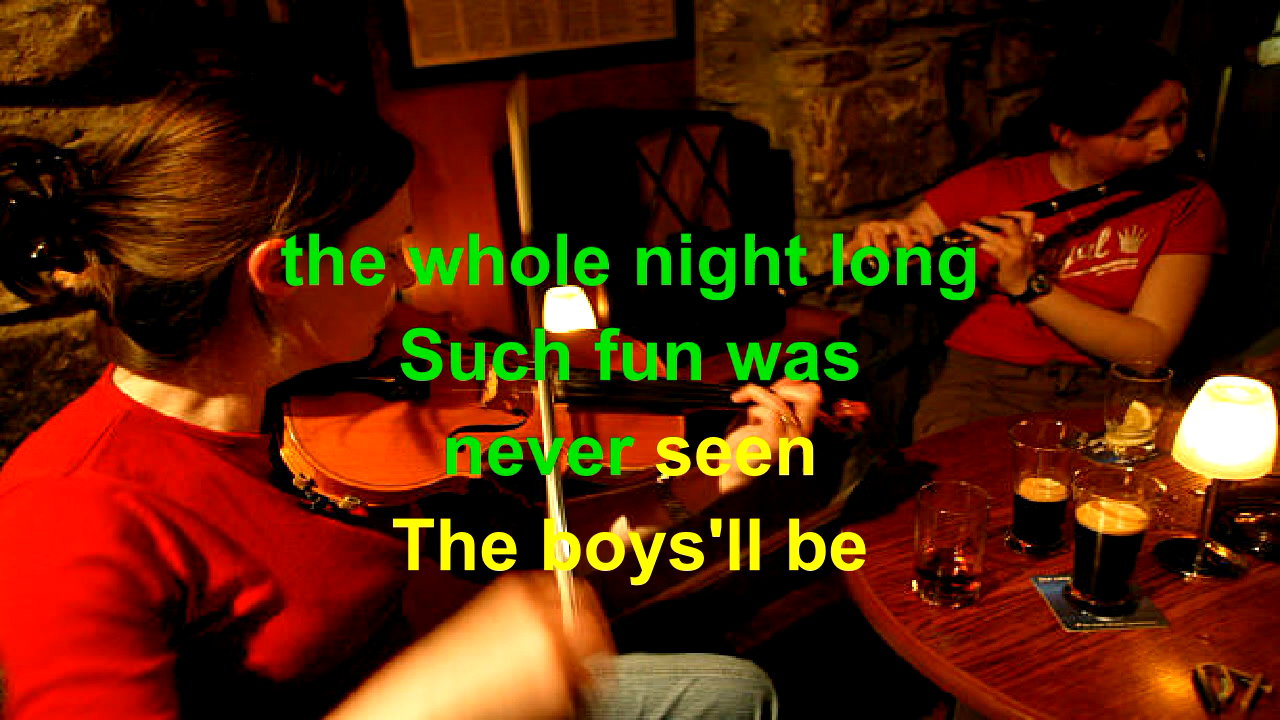 the whole night long
Such fun was
never seen
The boys'll be